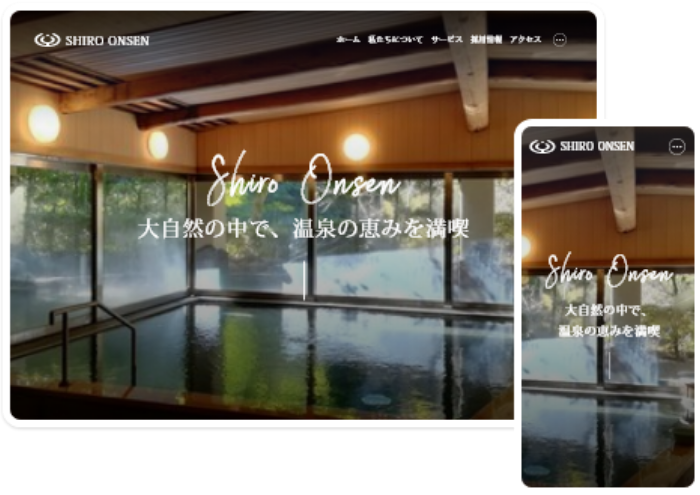 SHIRO ONSEN
ホーム 私たちについて サービス 採用情報 アクセス
Shiro Onsen
大自然の中で、温泉の恵みを満喫
SHIRO ONSEN
Shiro Onsen
大自然の中で、
温泉の恵みを満喫